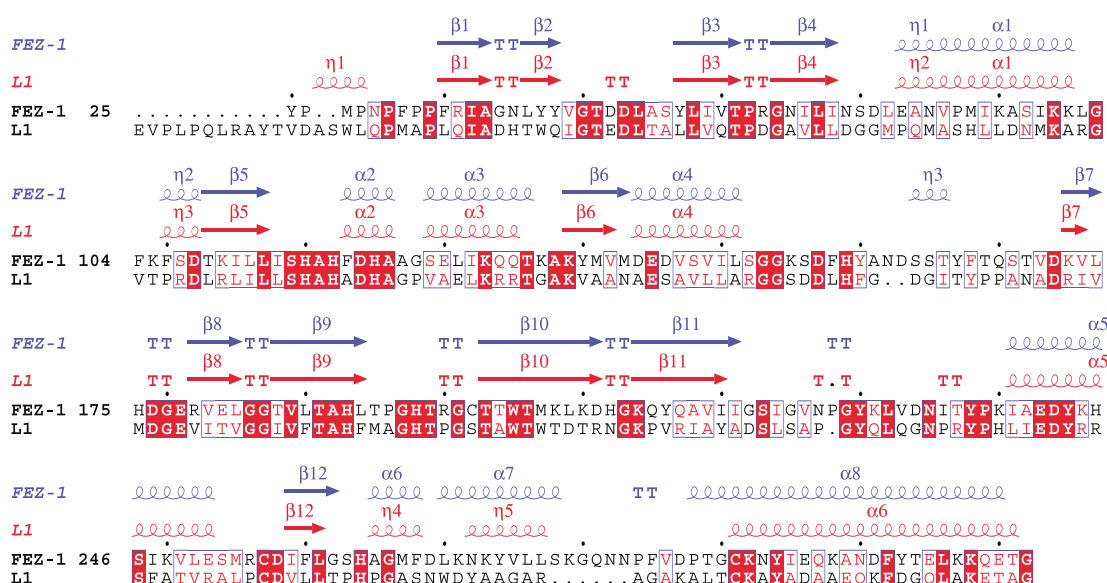 β1 TT β2 β3 TT β4 η1 α1
FEZ-1
η1 β1 TT β2 TT β3 TT β4 η2 α1
L1
FEZ-1 25 ...........YP..MPNPFPPFRIAGNLYYVGTDDLASYLIVTPRGNILINSDLEANVPMIKASIKKLG
L1 EVPLPQLRAYTVDASWLQPMAPLQIADHTWQIGTEDLTALLVQTPDGAVLLDGGMPQMASHLLDNMKARG
η2 β5 α2 α3 β6 α4 η3 β7
FEZ-1
η3 β5 α2 α3 β6 α4 β7
L1
FEZ-1 104 FKFSDTKILLISHAHFDHAAGSELIKQQTKAKYMVMDEDVSVILSGGKSDFHYANDSSTYFTQSTVDKVL
L1 VTPRDLRLILLSHAHADHAGPVAELKRRTGAKVAANAESAVLLARGGSDDLHFG..DGITYPPANADRIV
TT β8 TT β9 TT β10 TT β11 TT α5
FEZ-1
TT β8 TT β9 TT β10 TT β11 T.T TT α5
L1
FEZ-1 175 HDGERVELGGTVLTAHLTPGHTRGCTTWTMKLKDHGKQYQAVIIGSIGVNPGYKLVDNITYPKIAEDYKH
L1 MDGEVITVGGIVFTAHFMAGHTPGSTAWTWTDTRNGKPVRIAYADSLSAP.GYQLQGNPRYPHLIEDYRR
β12 α6 α7 TT α8
FEZ-1
β12 η4 η5 α6
L1
FEZ-1 246 SIKVLESMRCDIFLGSHAGMFDLKNKYVLLSKGQNNPFVDPTGCKNYIEQKANDFYTELKKQETG
L1 SFATVRALPCDVLLTPHPGASNWDYAAGAR......AGAKALTCKAYADAAEQKFDGQLAKETAG